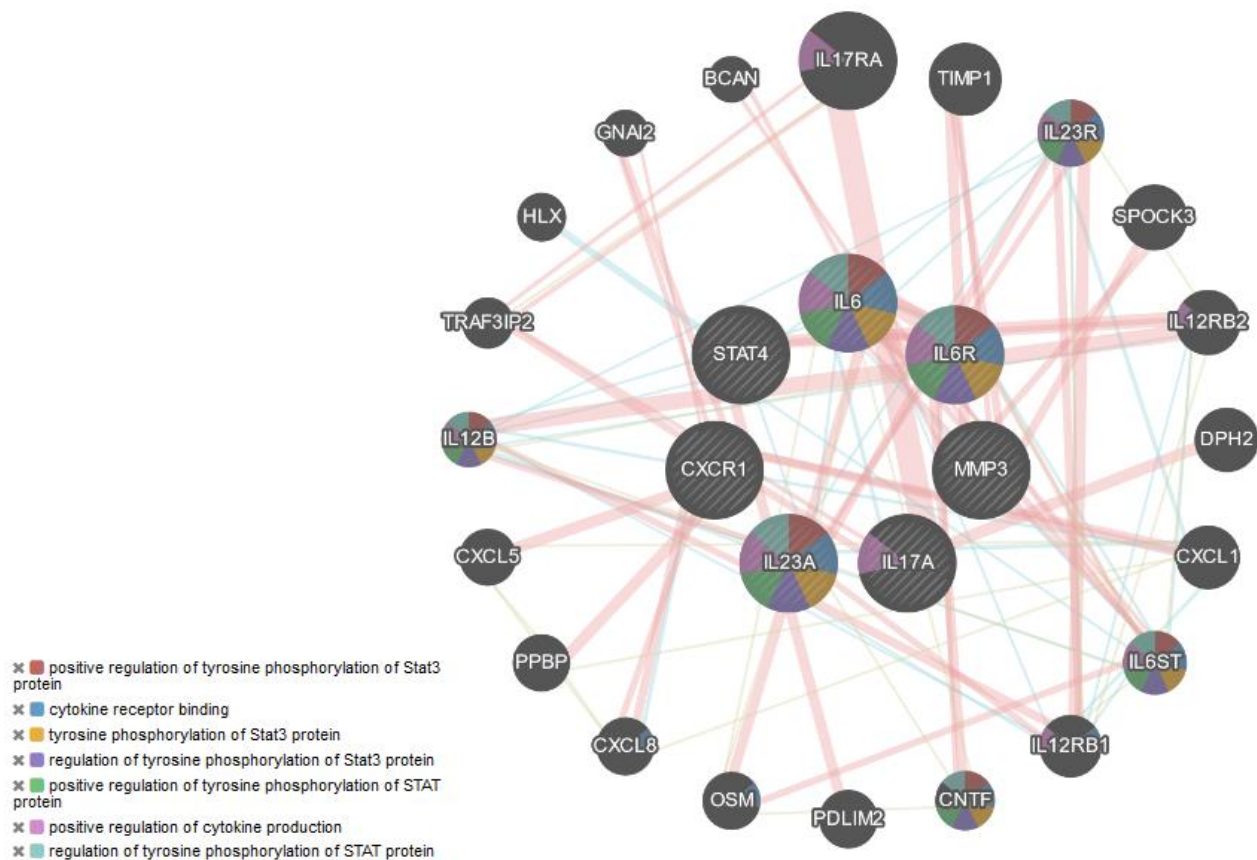 IL17RA
BCAN
TIMP1
GNAI2
IL23R
HLX
SPOCK3
IL6
TRAF3IP2
IL12RB2
STAT4
IL6R
IL12B
DPH2
CXCR1
MMP3
CXCL5
IL23A
IL17A
CXCL1
PPBP
IL6ST
CXCL8
IL12RB1
OSM
PDLIM2
CNTF
positive regulation of tyrosine phosphorylation of Stat3
protein
cytokine receptor binding
tyrosine phosphorylation of Stat3 protein
regulation of tyrosine phosphorylation of Stat3 protein
positive regulation of tyrosine phosphorylation of STAT
protein
positive regulation of cytokine production
regulation of tyrosine phosphorylation of STAT protein